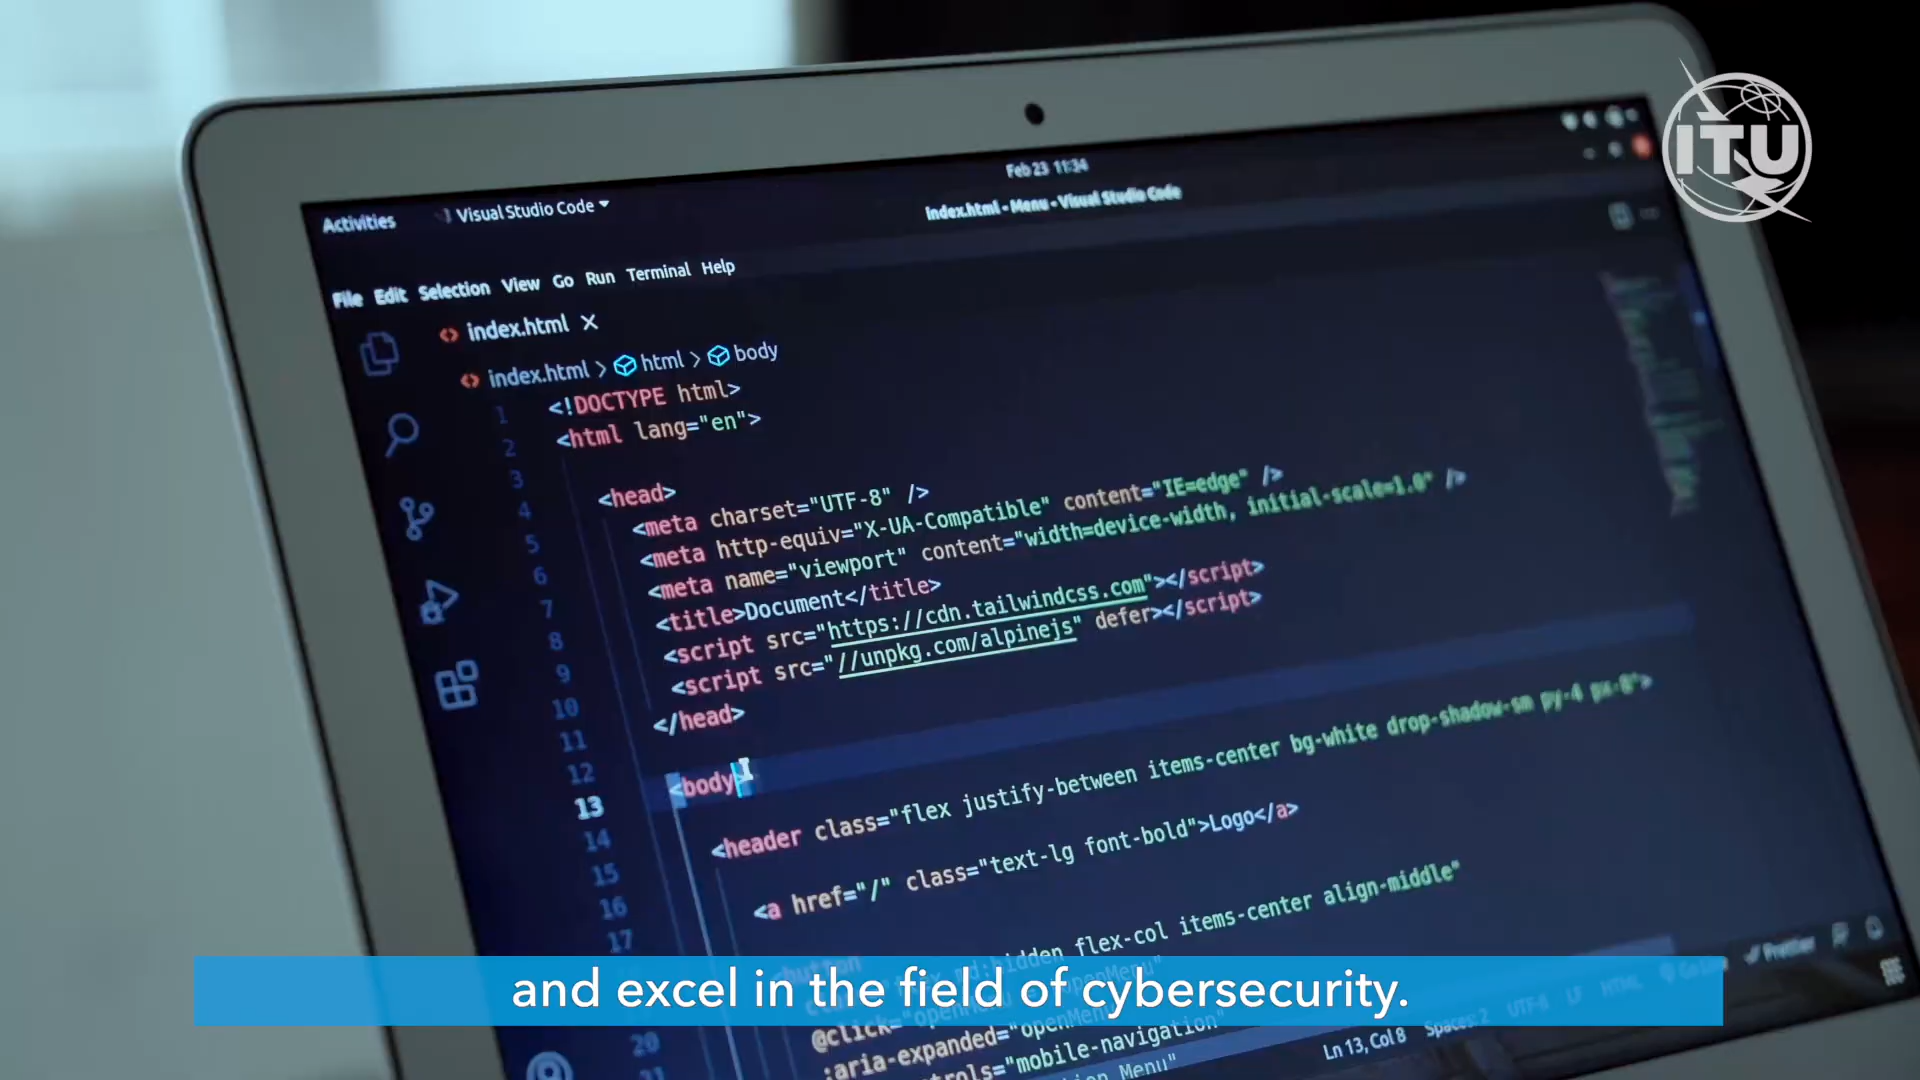 ITU
Feb 23 11:34
Activities
Visual Studio Code
index.html - Menu - Visual Studio Code
File Edit Selection View Go Run Terminal Help
index.html
index.html > html > body
1 <!DOCTYPE html>
2 <html lang="en">
3
4 <head>
5 <meta charset="UTF-8" />
6 <meta http-equiv="X-UA-Compatible" content="IE=edge" />
7 <meta name="viewport" content="width=device-width, initial-scale=1.0" />
8 <title>Document</title>
9 <script src="https://cdn.tailwindcss.com"></script>
10 <script src="//unpkg.com/alpinejs" defer></script>
11 </head>
12
13 <body>
14
15 <header class="flex justify-between items-center bg-white drop-shadow-sm py-4 px-8">
16
17 <a href="/" class="text-lg font-bold">Logo</a>
hidden flex-col items-center align-middle"
and excel in the field of cybersecurity.
20 @click="openMenu
21 :aria-expanded="openMenu
"mobile-navigation"
Menu"
Ln 13, Col 8 Spaces: 2 UTF-8 LF HTML
Prettier